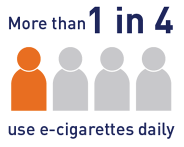 More than 1 in 4
use e-cigarettes daily